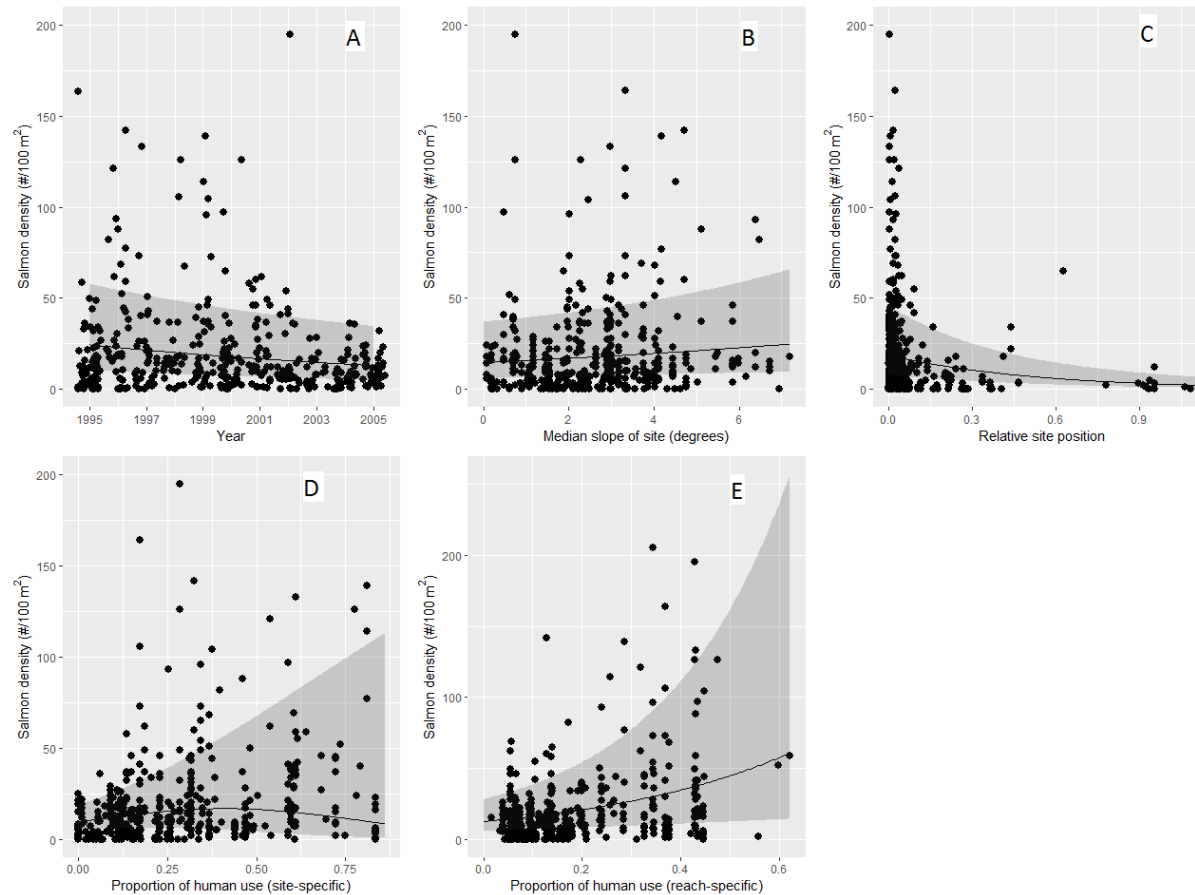 A
Salmon density (#/100 m²)
200
150
100
50
0
1995 1997 1999 2001 2003 2005
Year
B
Salmon density (#/100 m²)
200
150
100
50
0
0 2 4 6
Median slope of site (degrees)
C
Salmon density (#/100 m²)
200
150
100
50
0
0.0 0.3 0.6 0.9
Relative site position
D
Salmon density (#/100 m²)
200
150
100
50
0
0.00 0.25 0.50 0.75
Proportion of human use (site-specific)
E
Salmon density (#/100 m²)
200
100
0
0.0 0.2 0.4 0.6
Proportion of human use (reach-specific)